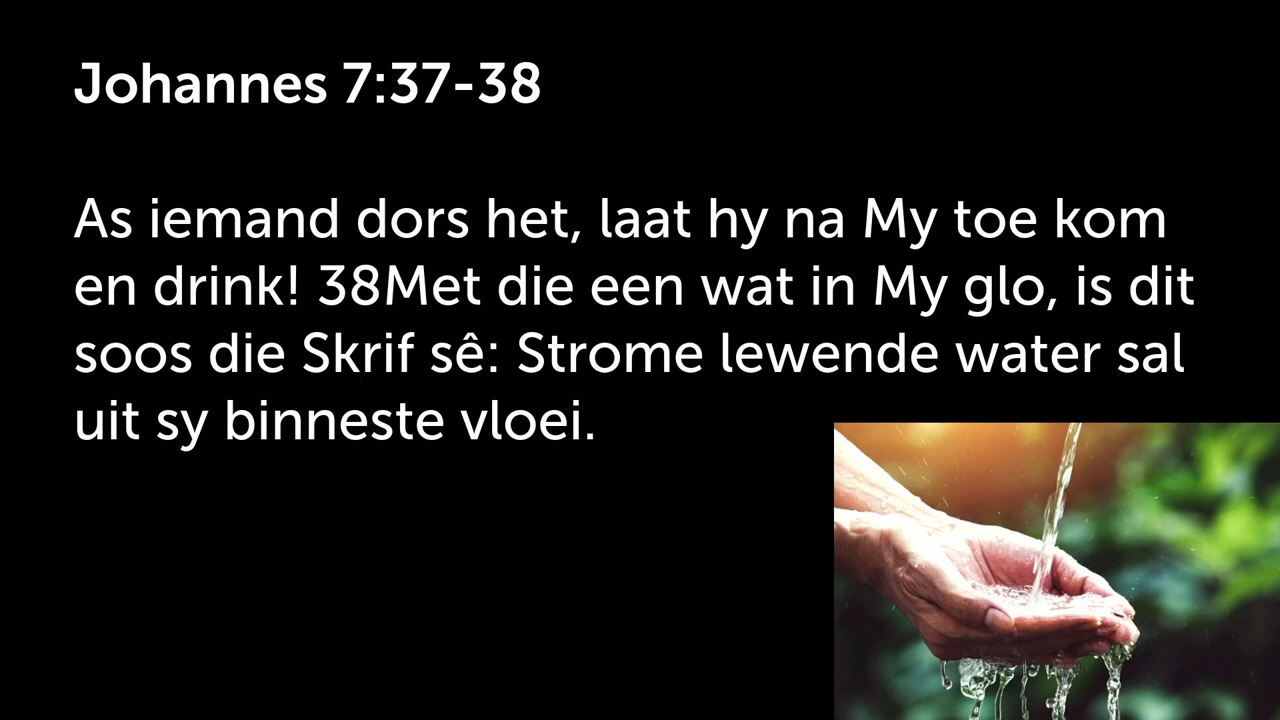 Johannes 7:37-38
As iemand dors het, laat hy na My toe kom
en drink! 38Met die een wat in My glo, is dit
soos die Skrif sê: Strome lewende water sal
uit sy binneste vloei.